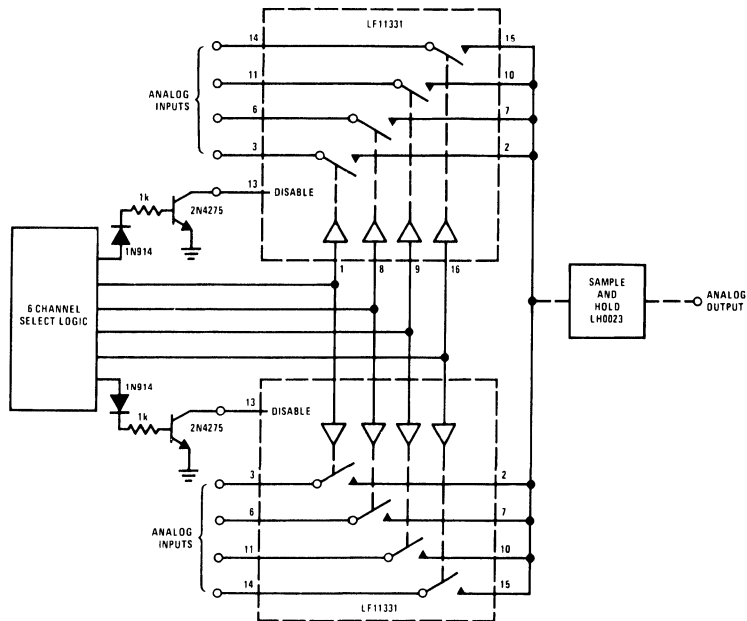 LF11331
14
15
11
10
ANALOG
INPUTS
6
7
3
2
13
DISABLE
1k
2N4275
1N914
1
8
9
16
6 CHANNEL
SELECT LOGIC
SAMPLE
AND
HOLD
LH0023
ANALOG
OUTPUT
1N914
13
DISABLE
1k
2N4275
3
2
6
7
ANALOG
INPUTS
11
10
14
15
LF11331